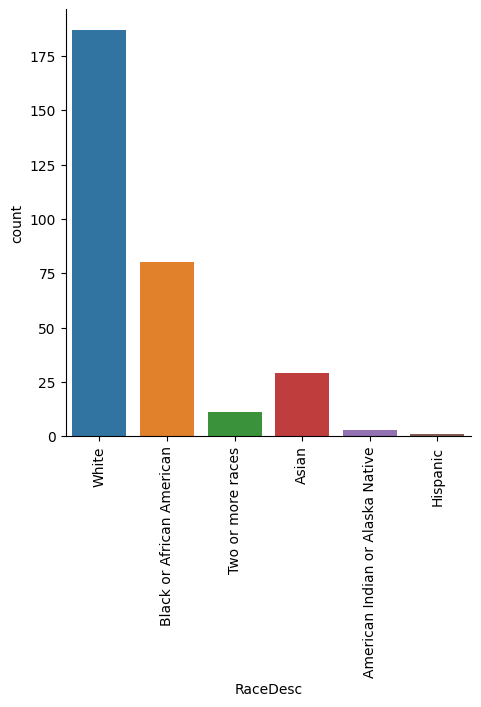 175
150
125
100
75
50
25
0
count
White
Black or African American
Two or more races
Asian
American Indian or Alaska Native
Hispanic
RaceDesc